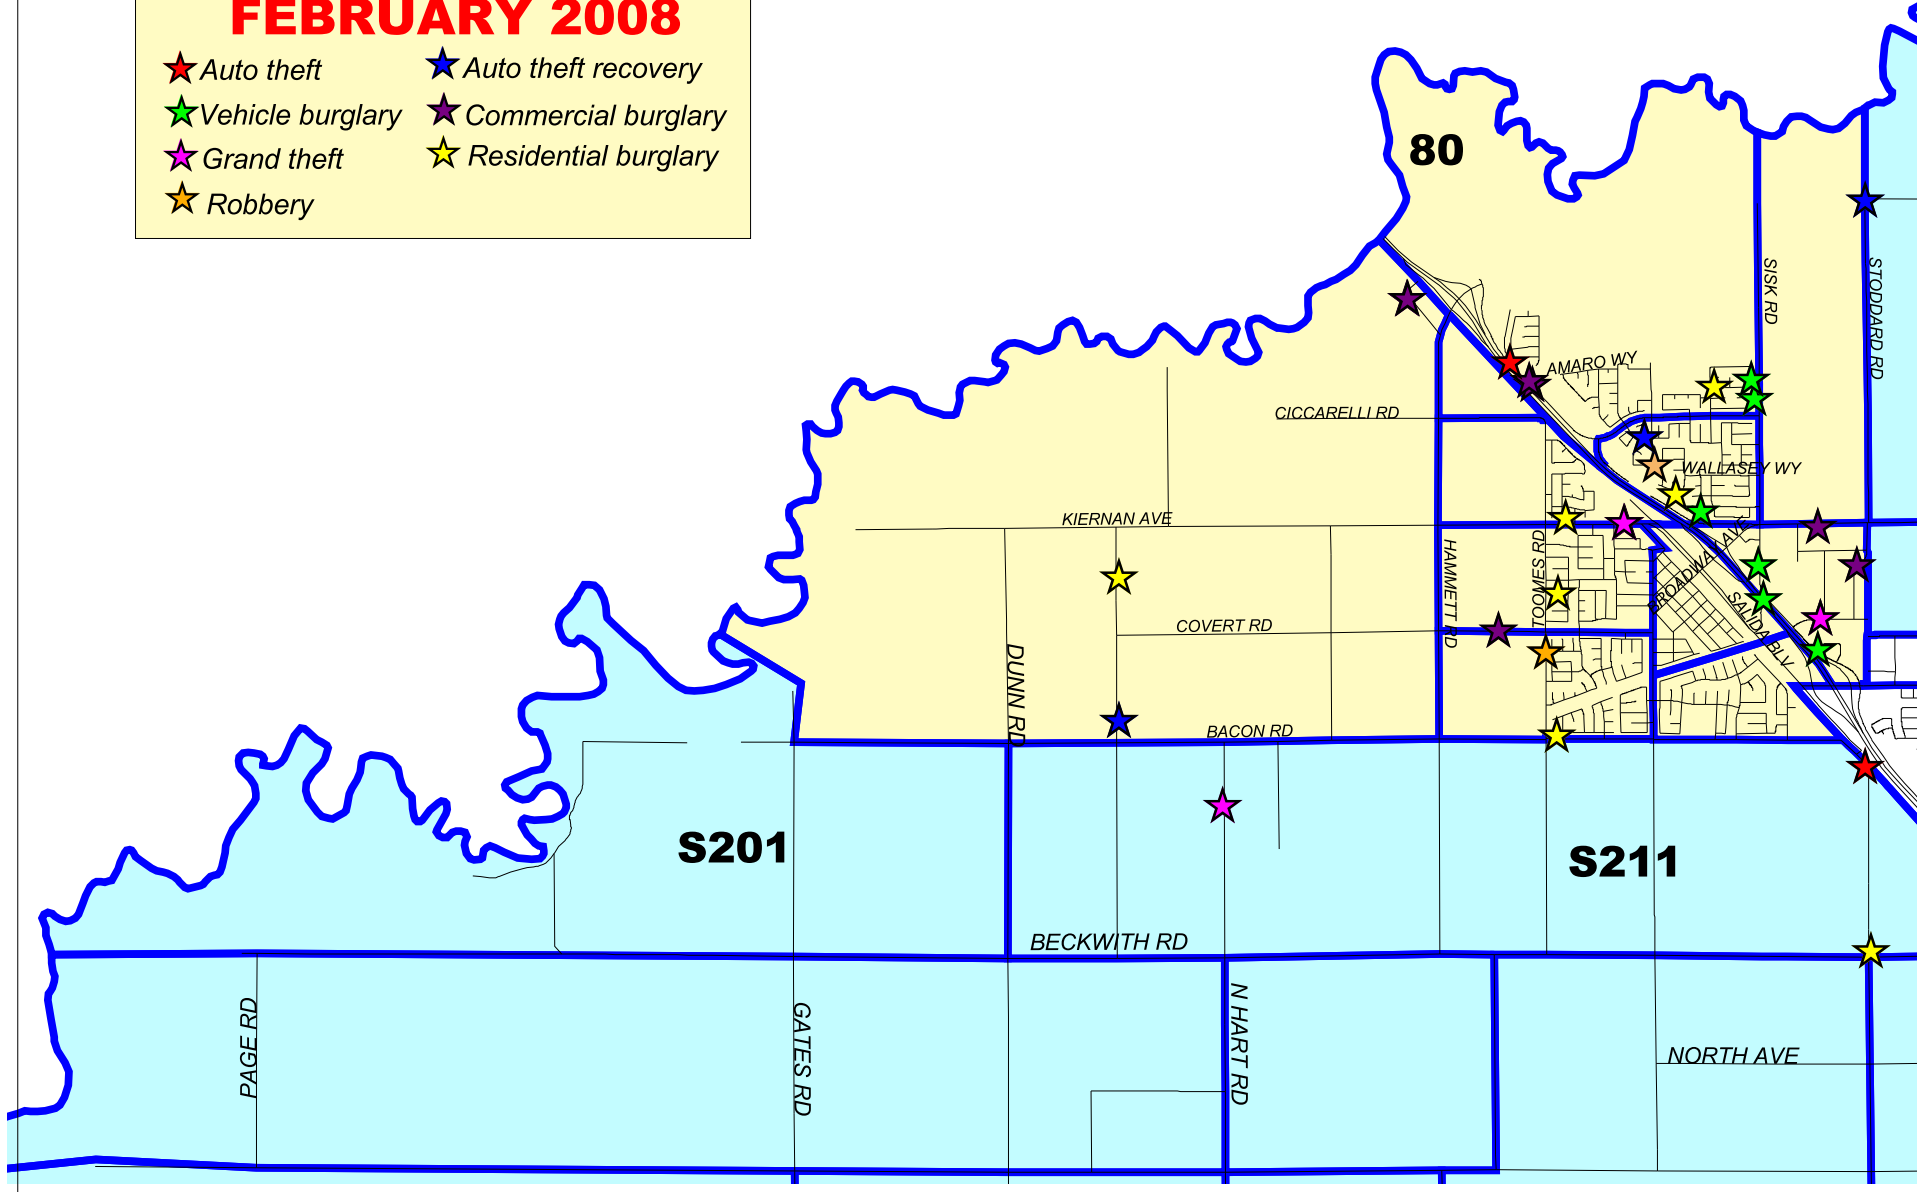 FEBRUARY 2008
Auto theft
Auto theft recovery
Vehicle burglary
Commercial burglary
Grand theft
Residential burglary
Robbery
80
SISK RD
STODDARD RD
AMARO WY
CICCARELLI RD
WALLASEY WY
KIERNAN AVE
HAMMETT RD
TOOMES RD
BROADWAY AVE
SALIDA BLV
COVERT RD
DUNN RD
BACON RD
S201
S211
BECKWITH RD
PAGE RD
GATES RD
N HART RD
NORTH AVE